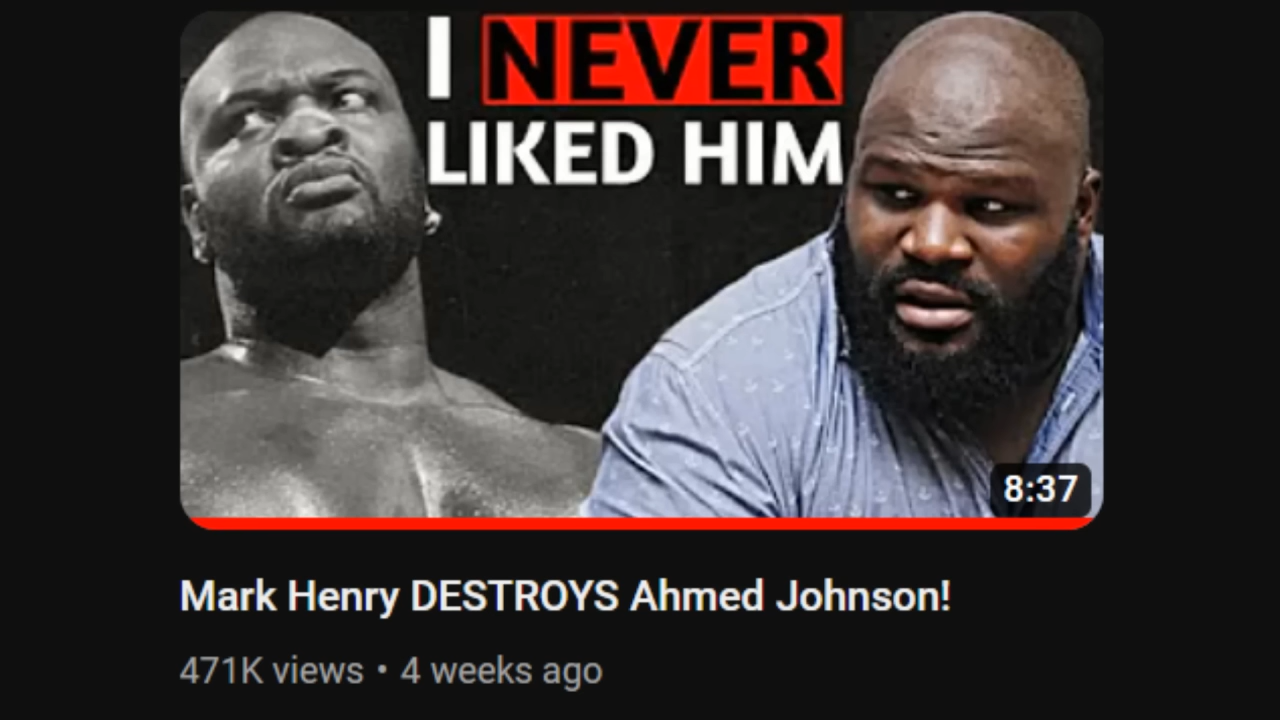 I NEVER
LIKED HIM
8:37
Mark Henry DESTROYS Ahmed Johnson!
471K views • 4 weeks ago